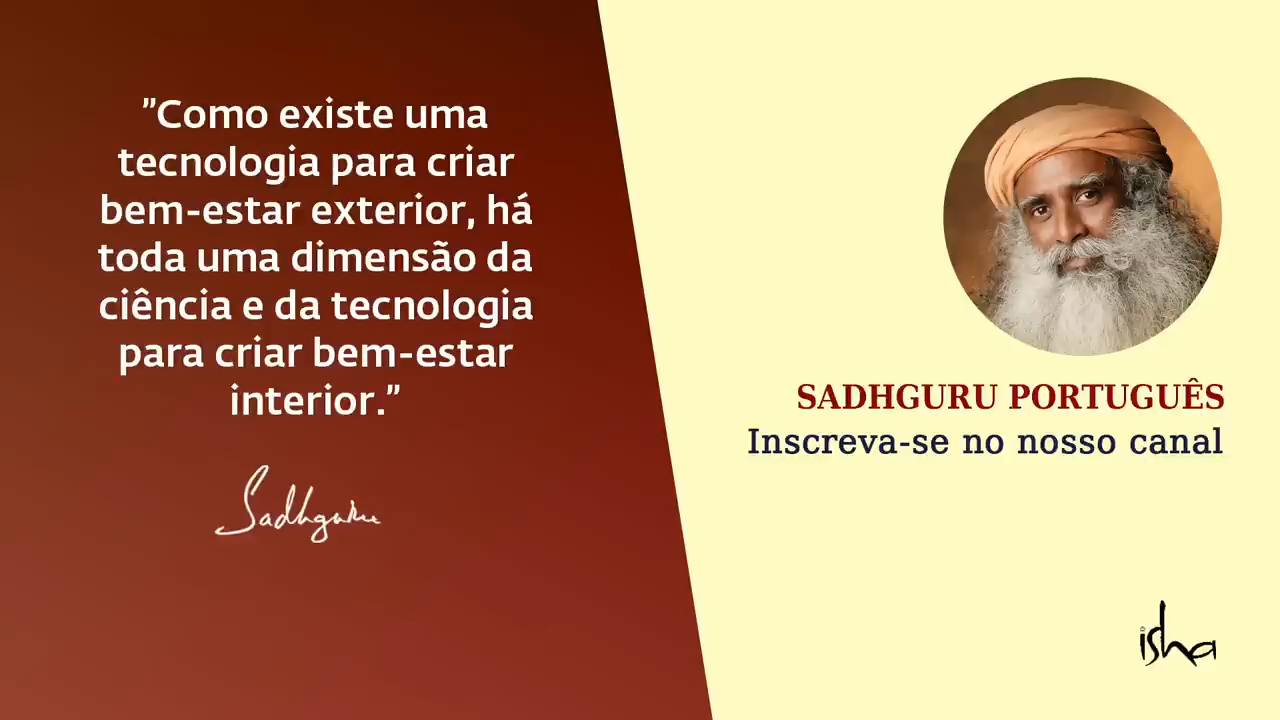 "Como existe uma
tecnologia para criar
bem-estar exterior, há
toda uma dimensão da
ciência e da tecnologia
para criar bem-estar
interior."
Sadhguru
SADHGURU PORTUGUÊS
Inscreva-se no nosso canal
isha